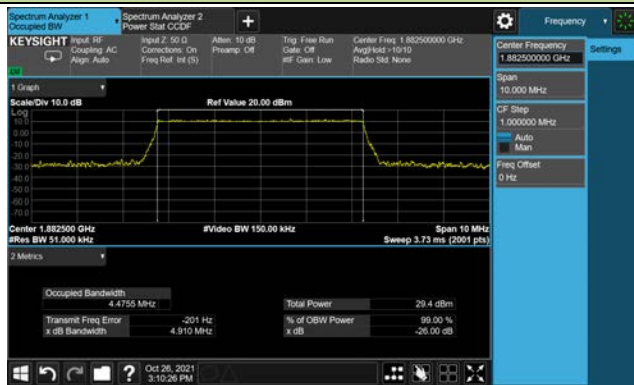 Spectrum Analyzer 1
Occupied BW
Spectrum Analyzer 2
Power Stat CCDF
+
Frequency
KEYSIGHT
Input: RF
Coupling: AC
Align: Auto
Input Z: 50 Ω
Corrections: On
Freq Ref: Int (S)
Atten: 10 dB
Preamp: Off
Trig: Free Run
Gate: Off
#IF Gain: Low
Center Freq: 1.882500000 GHz
Avg|Hold:>10/10
Radio Std: None
Center Frequency
1.882500000 GHz
Settings
Span
10.000 MHz
CF Step
1.000000 MHz
Auto
Man
Freq Offset
0 Hz
1 Graph
Scale/Div 10.0 dB
Ref Value 20.00 dBm
Log
10.0
0.00
-10.0
-20.0
-30.0
-40.0
-50.0
-60.0
-70.0
Center 1.882500 GHz
#Video BW 150.00 kHz
Span 10 MHz
#Res BW 51.000 kHz
Sweep 3.73 ms (2001 pts)
2 Metrics
Occupied Bandwidth
4.4755 MHz
Total Power 29.4 dBm
Transmit Freq Error -201 Hz
% of OBW Power 99.00 %
x dB Bandwidth 4.910 MHz
x dB -26.00 dB
?
Oct 26, 2021
3:10:26 PM